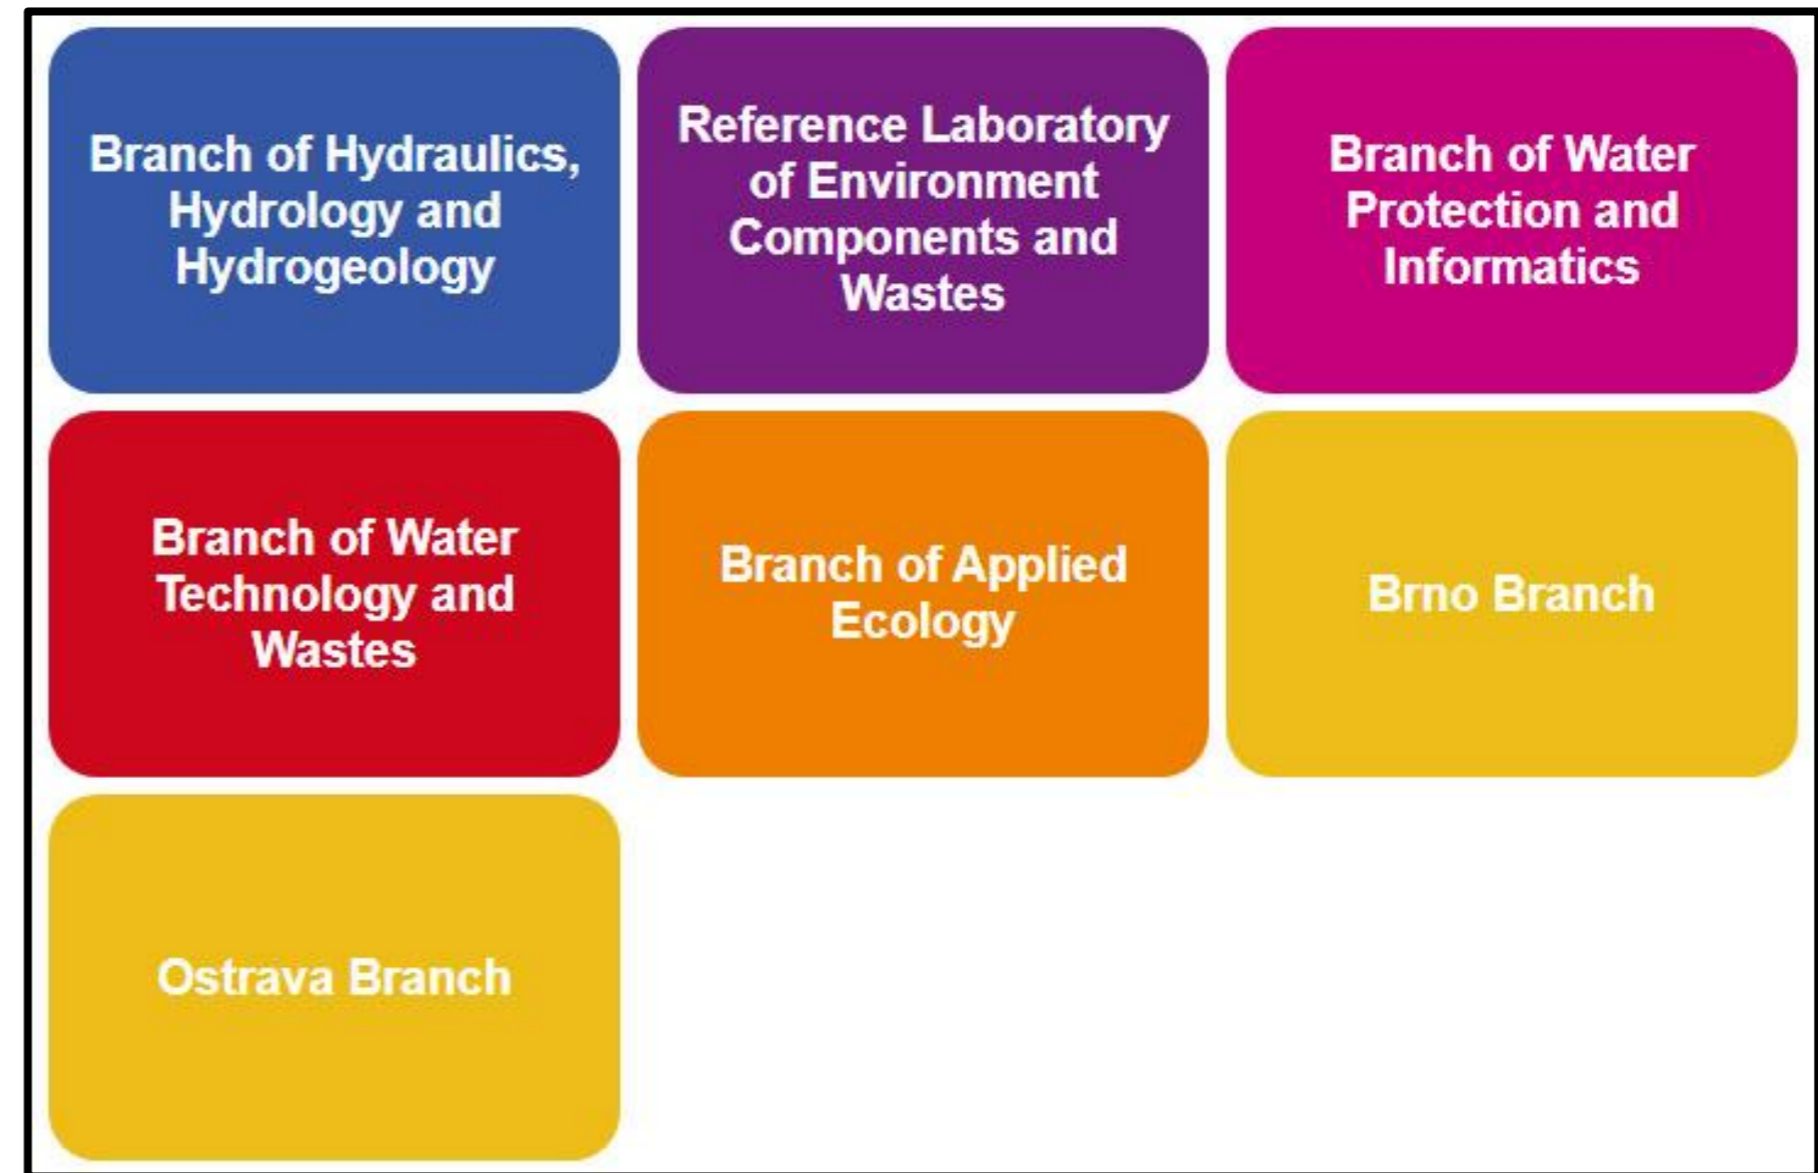 Branch of Hydraulics,
Hydrology and
Hydrogeology
Reference Laboratory
of Environment
Components and
Wastes
Branch of Water
Protection and
Informatics
Branch of Water
Technology and
Wastes
Branch of Applied
Ecology
Brno Branch
Ostrava Branch